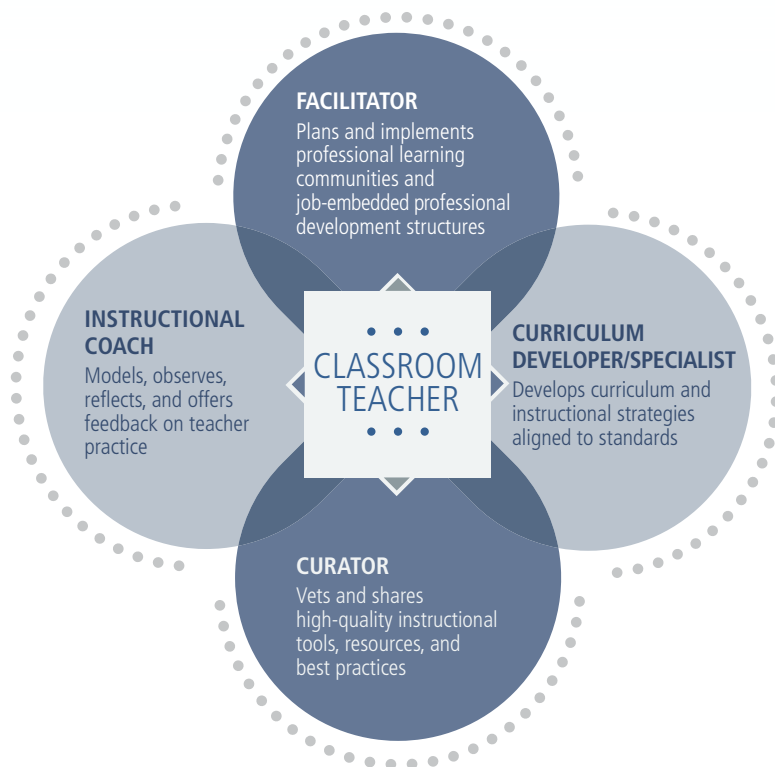 FACILITATOR
Plans and implements
professional learning
communities and
job-embedded professional
development structures
INSTRUCTIONAL
COACH
Models, observes,
reflects, and offers
feedback on teacher
practice
CLASSROOM
TEACHER
CURRICULUM
DEVELOPER/SPECIALIST
Develops curriculum and
instructional strategies
aligned to standards
CURATOR
Vets and shares
high-quality instructional
tools, resources, and
best practices